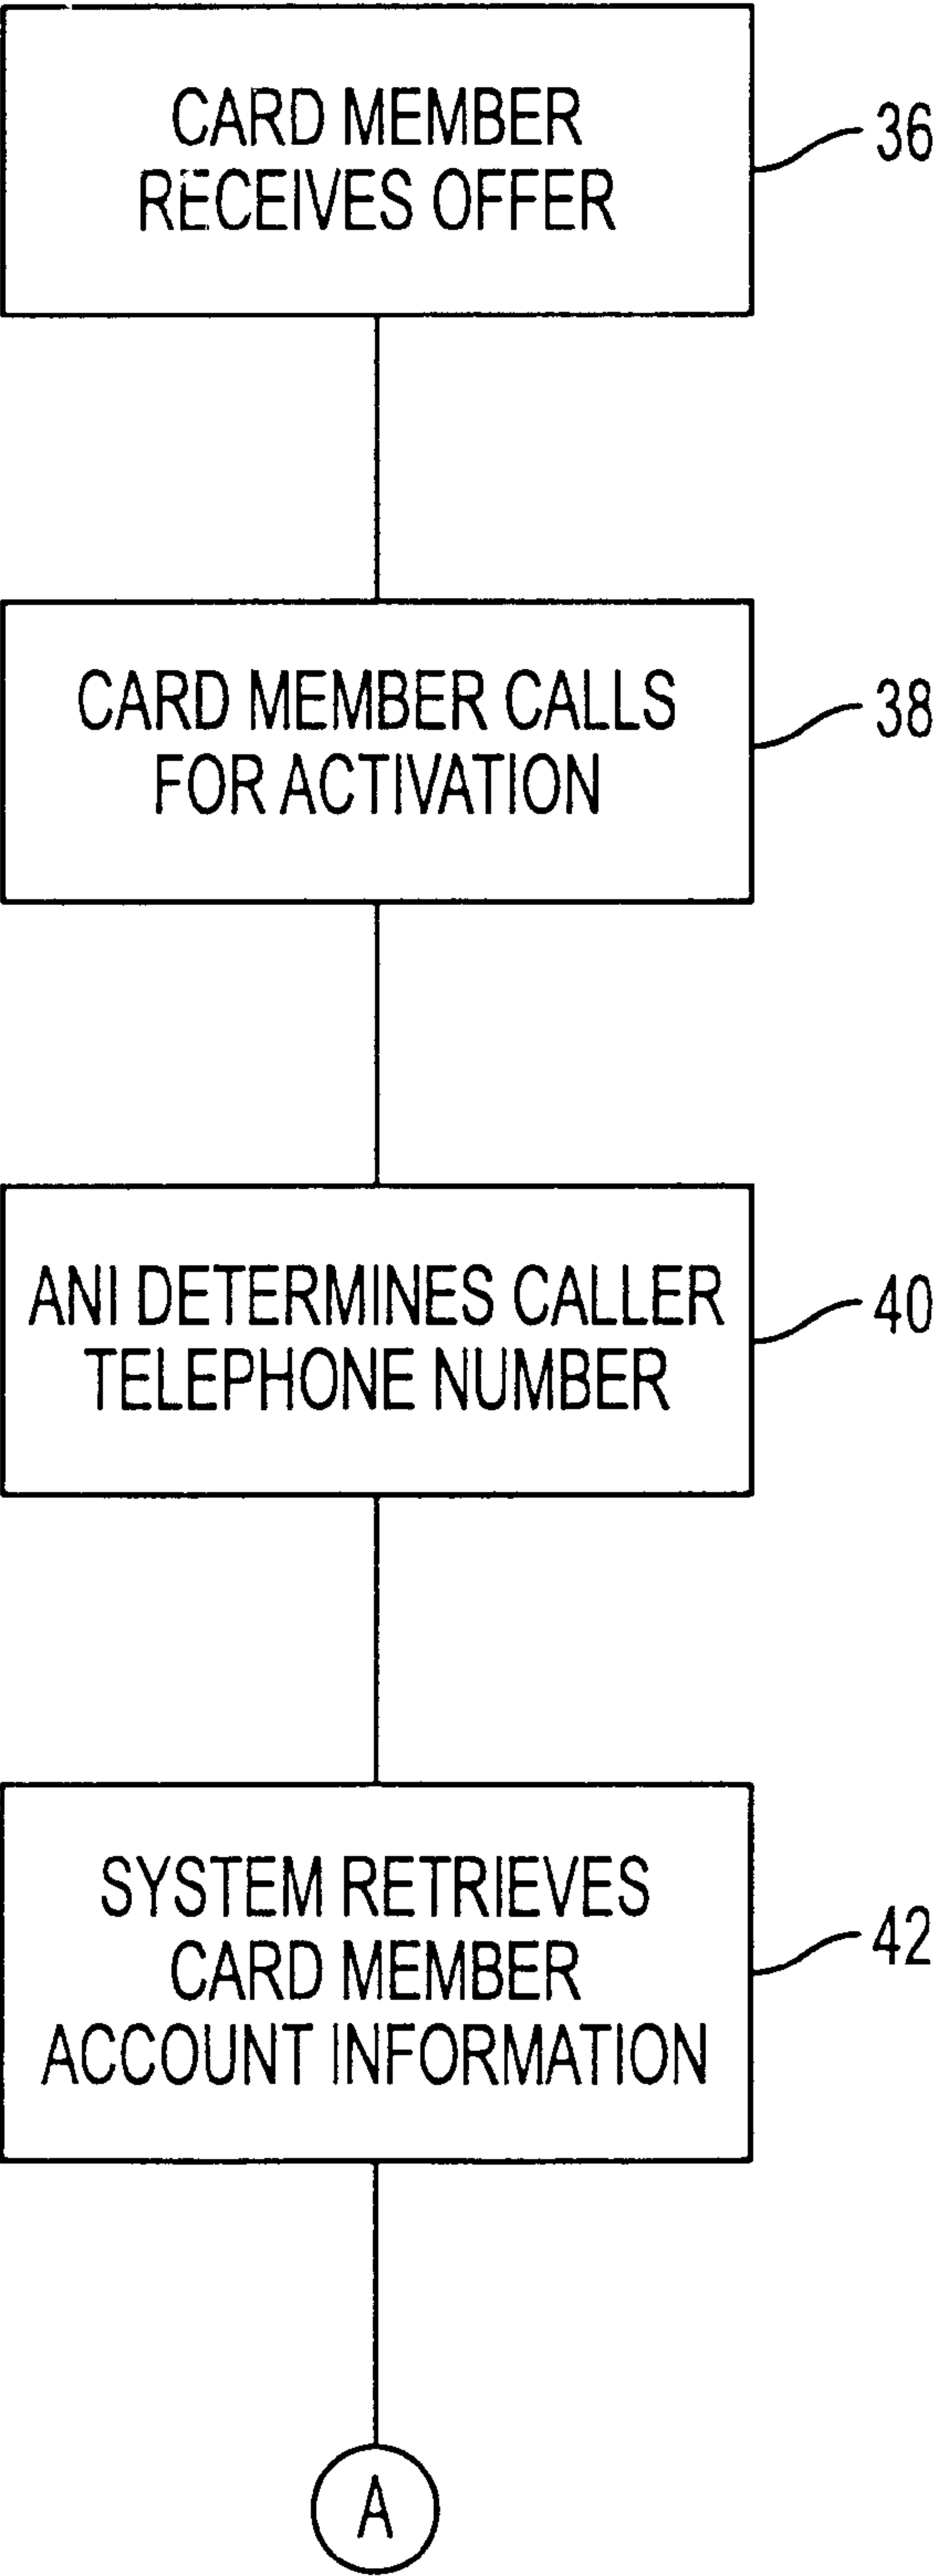 CARD MEMBER
RECEIVES OFFER
36
CARD MEMBER CALLS
FOR ACTIVATION
38
ANI DETERMINES CALLER
TELEPHONE NUMBER
40
SYSTEM RETRIEVES
CARD MEMBER
ACCOUNT INFORMATION
42
A